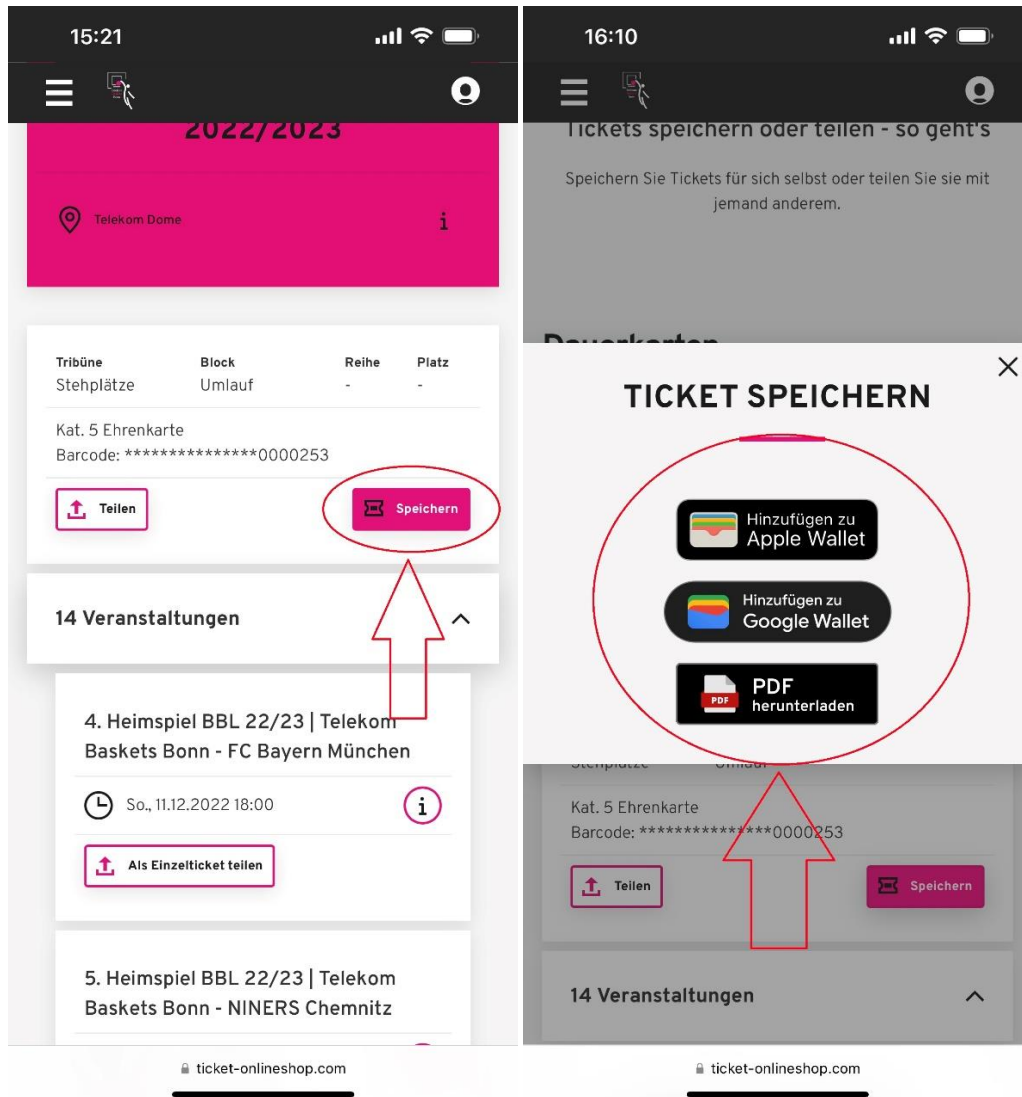 15:21
2022/2023
Telekom Dome
i
Tribüne Block Reihe Platz
Stehplätze Umlauf - -
Kat. 5 Ehrenkarte
Barcode: ***************0000253
Teilen Speichern
14 Veranstaltungen
4. Heimspiel BBL 22/23 | Telekom
Baskets Bonn - FC Bayern München
So., 11.12.2022 18:00
i
Als Einzelticket teilen
5. Heimspiel BBL 22/23 | Telekom
Baskets Bonn - NINERS Chemnitz
ticket-onlineshop.com
16:10
Tickets speichern oder teilen - so geht's
Speichern Sie Tickets für sich selbst oder teilen Sie sie mit
jemand anderem.
Dauerkarten
TICKET SPEICHERN
Hinzufügen zu
Apple Wallet
Hinzufügen zu
Google Wallet
PDF
PDF
herunterladen
Stehplätze Umlauf
Kat. 5 Ehrenkarte
Barcode: ***************0000253
Teilen Speichern
14 Veranstaltungen
ticket-onlineshop.com